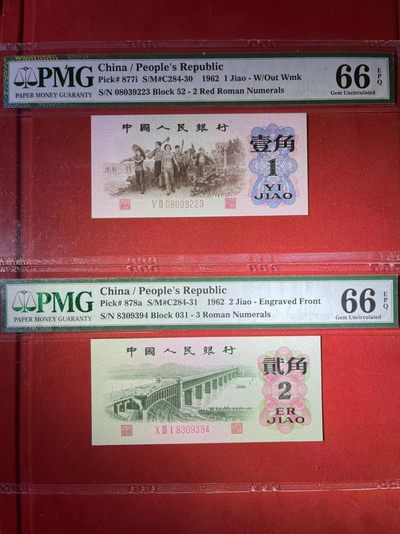 PMG
PAPER MONEY GUARANTY
China / People's Republic
Pick# 877i S/M#C284-30 1962 1 Jiao - W/Out Wmk
S/N 08039223 Block 52 - 2 Red Roman Numerals
66 EPQ
Gem Uncirculated
中國人民銀行
壹角
1
YI
JIAO
08039223
PMG
PAPER MONEY GUARANTY
China / People's Republic
Pick# 878a S/M#C284-31 1962 2 Jiao - Engraved Front
S/N 8309394 Block 031 - 3 Roman Numerals
66 EPQ
Gem Uncirculated
中國人民銀行
貳角
2
ER
JIAO
8309394